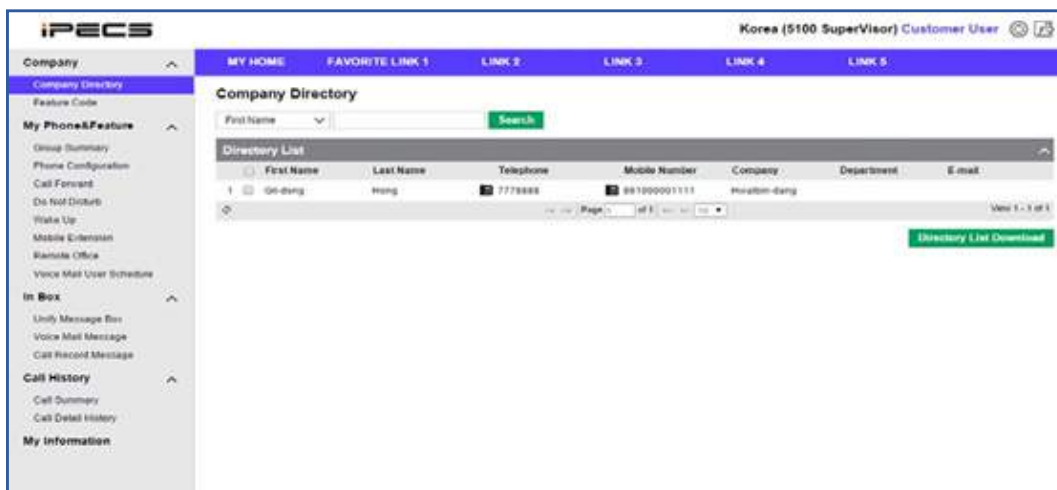 iPECS
Korea (5100 SuperVisor) Customer User
Company
Company Directory
Feature Code
My Phone&Feature
Group Summary
Phone Configuration
Call Forward
Do Not Disturb
Wake Up
Mobile Extension
Remote Office
Voice Mail User Schedule
In Box
Unify Message Box
Voice Mail Message
Call Record Message
Call History
Call Summary
Call Detail History
My Information
MY HOME FAVORITE LINK 1 LINK 2 LINK 3 LINK 4 LINK 5
Company Directory
First Name Search
Directory List
First Name Last Name Telephone Mobile Number Company Department E-mail
1 Gil-dong Hong
Page of 1 View 1 - 1 of 1
Directory List Download